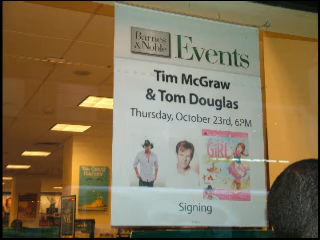 Barnes & Noble
Events
Tim McGraw
& Tom Douglas
Thursday, October 23rd, 6PM
GIRL
Signing